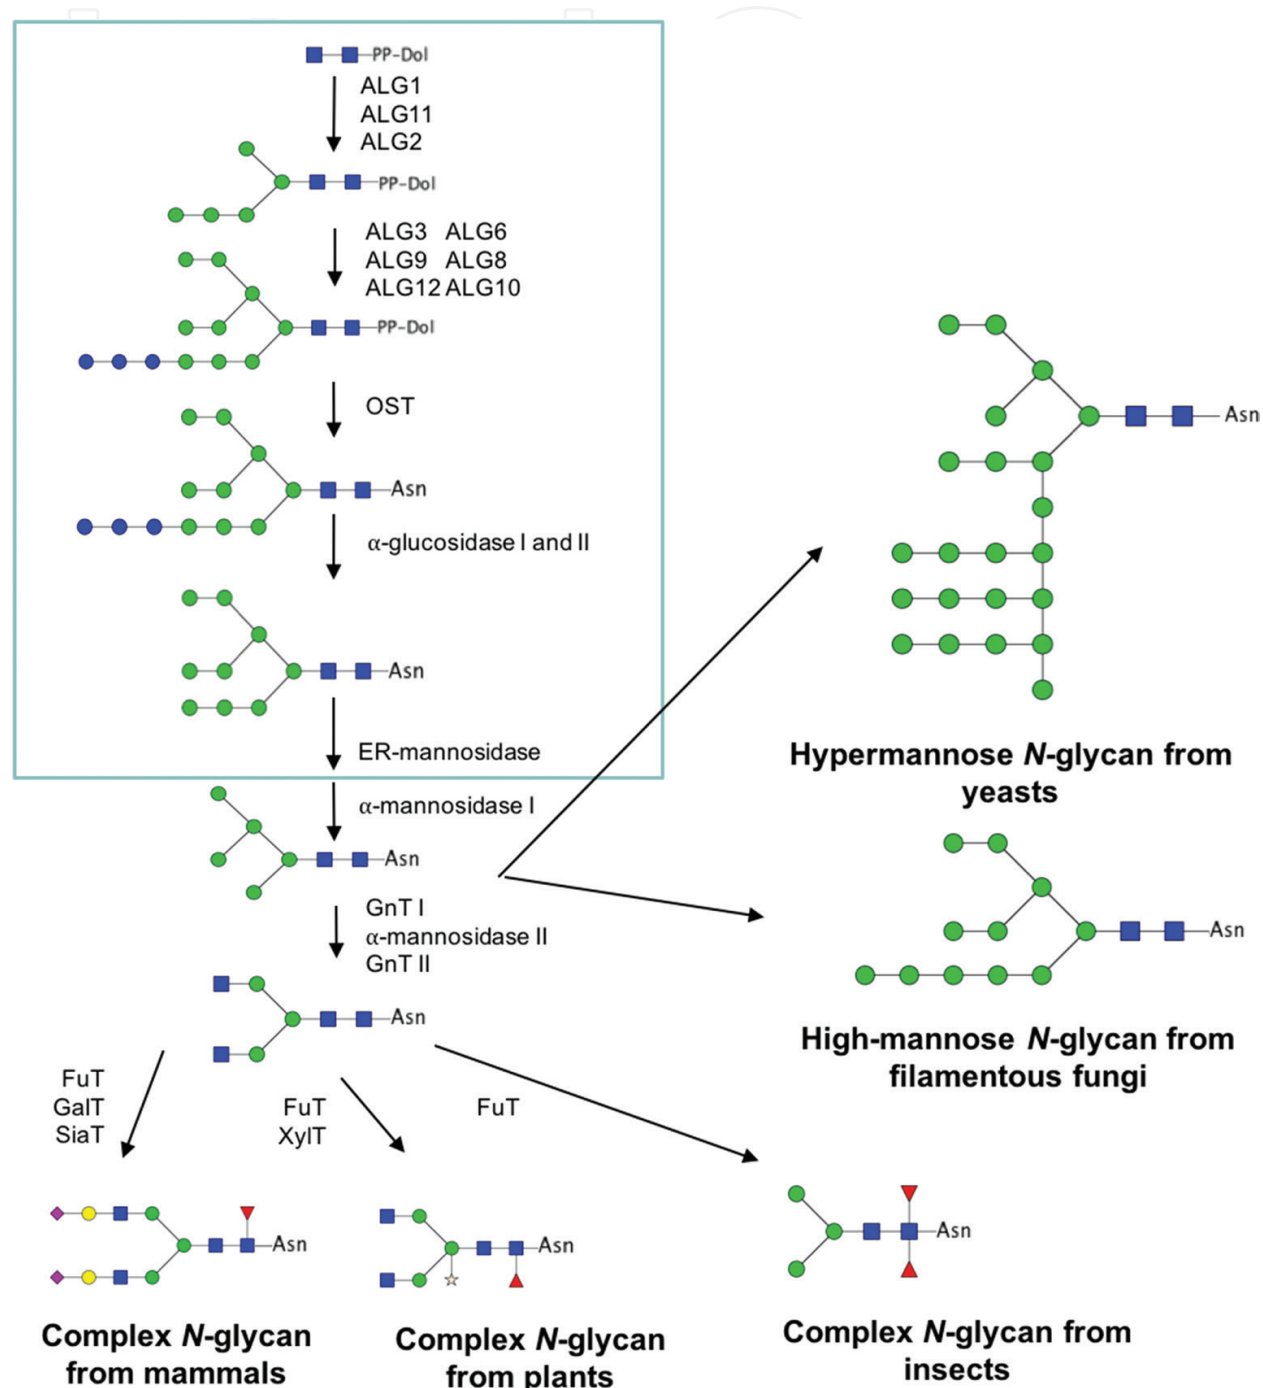 PP-Dol
ALG1
ALG11
ALG2
PP-Dol
ALG3 ALG6
ALG9 ALG8
ALG12 ALG10
PP-Dol
OST
Asn
α-glucosidase I and II
Asn
ER-mannosidase
α-mannosidase I
Asn
GnT I
α-mannosidase II
GnT II
Asn
FuT
GalT
SiaT
FuT
XylT
FuT
Asn
Complex N-glycan
from mammals
Asn
Complex N-glycan
from plants
Asn
Complex N-glycan from
insects
Asn
Hypermannose N-glycan from
yeasts
Asn
High-mannose N-glycan from
filamentous fungi